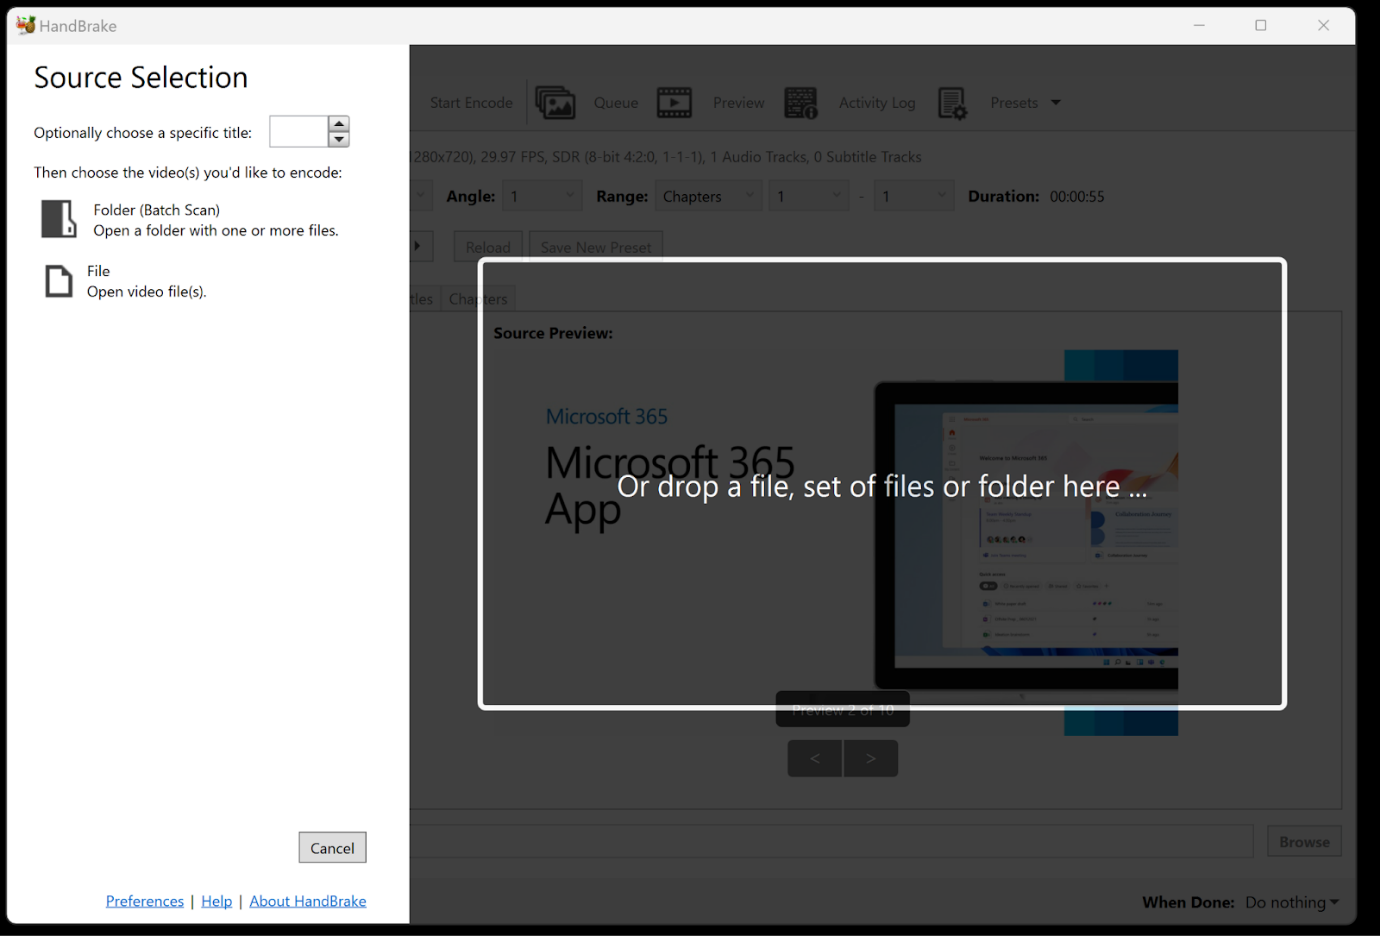 HandBrake
Source Selection
Optionally choose a specific title:
Then choose the video(s) you'd like to encode:
Folder (Batch Scan)
Open a folder with one or more files.
File
Open video file(s).
Cancel
Preferences | Help | About HandBrake
Start Encode
Queue
Preview
Activity Log
Presets
1280x720), 29.97 FPS, SDR (8-bit 4:2:0, 1-1-1), 1 Audio Tracks, 0 Subtitle Tracks
Angle: 1 Range: Chapters 1 - 1 Duration: 00:00:55
Reload Save New Preset
tles Chapters
Source Preview:
Microsoft 365
Microsoft 365
App
Welcome to Microsoft 365
Or drop a file, set of files or folder here ...
Preview 2 of 10
< >
Browse
When Done: Do nothing